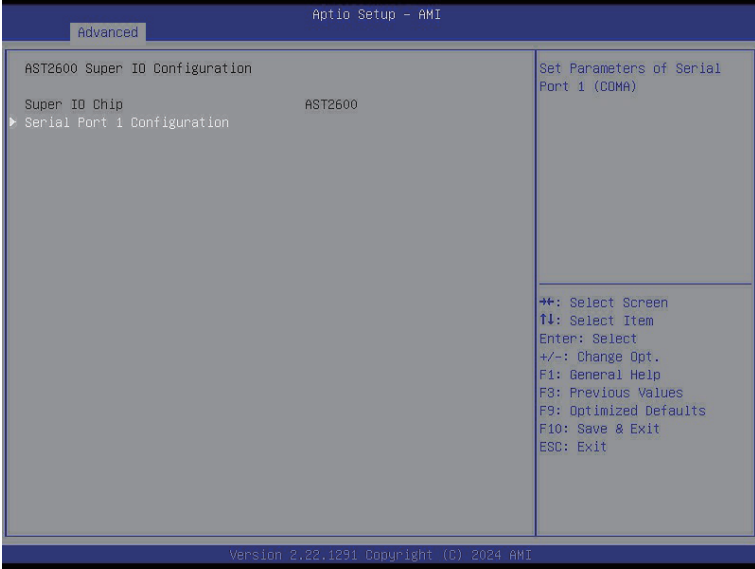 Aptio Setup – AMI
Advanced
AST2600 Super IO Configuration
Super IO Chip AST2600
▶ Serial Port 1 Configuration
Set Parameters of Serial
Port 1 (COMA)
→←: Select Screen
↑↓: Select Item
Enter: Select
+/-: Change Opt.
F1: General Help
F3: Previous Values
F9: Optimized Defaults
F10: Save & Exit
ESC: Exit
Version 2.22.1291 Copyright (C) 2024 AMI